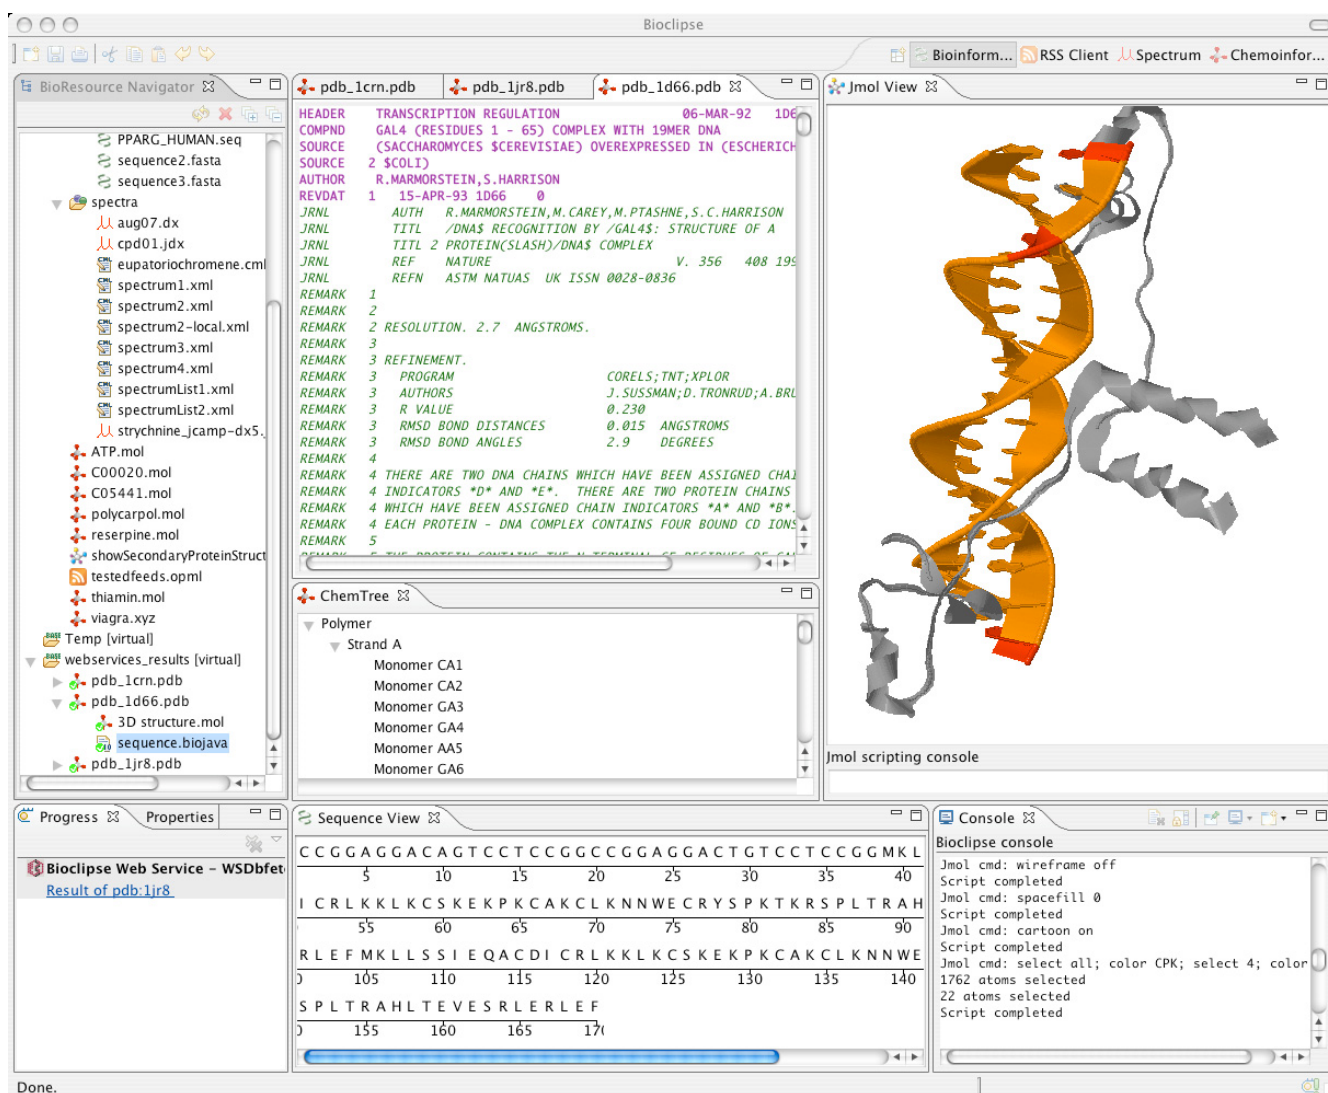 Bioclipse
Bioinform... RSS Client Spectrum Chemoinfor...
BioResource Navigator
PPARG_HUMAN.seq
sequence2.fasta
sequence3.fasta
spectra
aug07.dx
cpd01.jdx
eupatoriochromene.cml
spectrum1.xml
spectrum2.xml
spectrum2-local.xml
spectrum3.xml
spectrum4.xml
spectrumList1.xml
spectrumList2.xml
strychnine_jcamp-dx5.
ATP.mol
C00020.mol
C05441.mol
polycarpol.mol
reserpine.mol
showSecondaryProteinStruct
testedfeeds.opml
thiamin.mol
viagra.xyz
Temp [virtual]
webservices_results [virtual]
pdb_1crn.pdb
pdb_1d66.pdb
3D structure.mol
sequence.biojava
pdb_1jr8.pdb
pdb_1crn.pdb pdb_1jr8.pdb pdb_1d66.pdb
HEADER TRANSCRIPTION REGULATION 06-MAR-92 1D6
COMPND GAL4 (RESIDUES 1 - 65) COMPLEX WITH 19MER DNA
SOURCE (SACCHAROMYCES $CEREVISIAE) OVEREXPRESSED IN (ESCHERICH
SOURCE 2 $COLI)
AUTHOR R.MARMORSTEIN,S.HARRISON
REVDAT 1 15-APR-93 1D66 0
JRNL AUTH R.MARMORSTEIN,M.CAREY,M.PTASHNE,S.C.HARRISON
JRNL TITL /DNA$ RECOGNITION BY /GAL4$: STRUCTURE OF A
JRNL TITL 2 PROTEIN(SLASH)/DNA$ COMPLEX
JRNL REF NATURE V. 356 408 199
JRNL REFN ASTM NATUAS UK ISSN 0028-0836
REMARK 1
REMARK 2
REMARK 2 RESOLUTION. 2.7 ANGSTROMS.
REMARK 3
REMARK 3 REFINEMENT.
REMARK 3 PROGRAM CORELS;TNT;XPLOR
REMARK 3 AUTHORS J.SUSSMAN;D.TRONRUD;A.BRU
REMARK 3 R VALUE 0.230
REMARK 3 RMSD BOND DISTANCES 0.015 ANGSTROMS
REMARK 3 RMSD BOND ANGLES 2.9 DEGREES
REMARK 4
REMARK 4 THERE ARE TWO DNA CHAINS WHICH HAVE BEEN ASSIGNED CHAI
REMARK 4 INDICATORS *D* AND *E*. THERE ARE TWO PROTEIN CHAINS
REMARK 4 WHICH HAVE BEEN ASSIGNED CHAIN INDICATORS *A* AND *B*.
REMARK 4 EACH PROTEIN - DNA COMPLEX CONTAINS FOUR BOUND CD IONS
REMARK 5
ChemTree
Polymer
Strand A
Monomer CA1
Monomer CA2
Monomer GA3
Monomer GA4
Monomer AA5
Monomer GA6
Jmol View
Jmol scripting console
Progress Properties
Bioclipse Web Service - WSDbfet
Result of pdb:1jr8
Sequence View
C C G G A G G A C A G T C C T C C G G C C G G A G G A C T G T C C T C C G G M K L
5 10 15 20 25 30 35 40
I C R L K K L K C S K E K P K C A K C L K N N W E C R Y S P K T K R S P L T R A H
55 60 65 70 75 80 85 90
R L E F M K L L S S I E Q A C D I C R L K K L K C S K E K P K C A K C L K N N W E
105 110 115 120 125 130 135 140
S P L T R A H L T E V E S R L E R L E F
155 160 165 170
Console
Bioclipse console
Jmol cmd: wireframe off
Script completed
Jmol cmd: spacefill 0
Script completed
Jmol cmd: cartoon on
Script completed
Jmol cmd: select all; color CPK; select 4; color
1762 atoms selected
22 atoms selected
Script completed
Done.